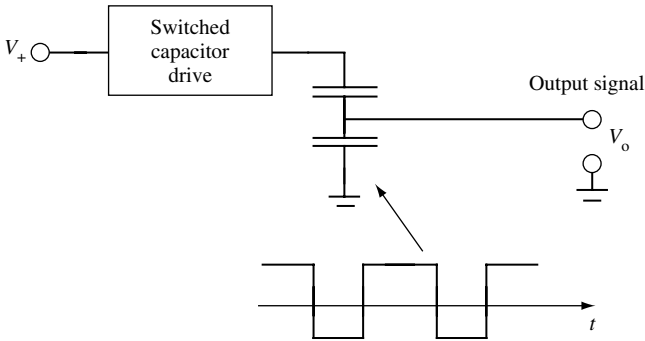 V+
Switched
capacitor
drive
Output signal
Vo
t